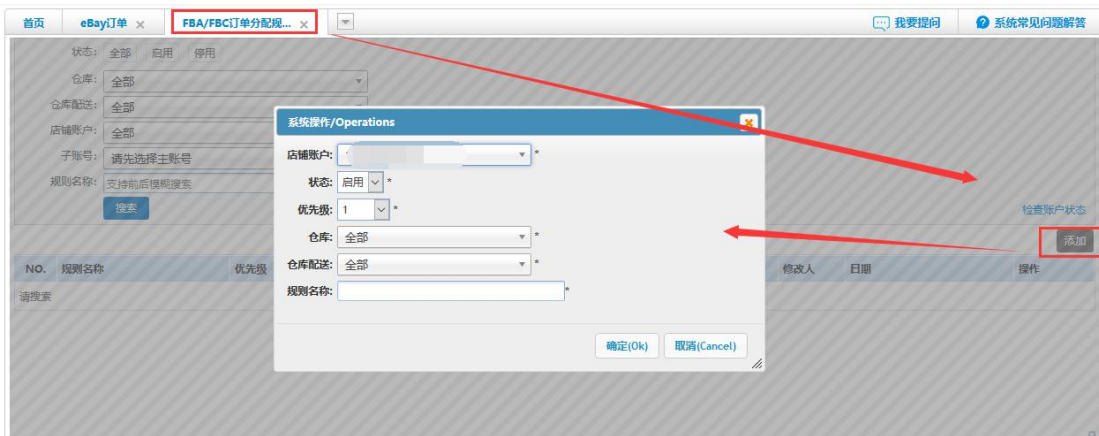 首页 eBay订单 FBA/FBC订单分配规... 我要提问 系统常见问题解答
状态: 全部 启用 停用
仓库: 全部
仓库配送: 全部
店铺账户: 全部
子账号: 请先选择主账号
规则名称: 支持前后模糊搜索
搜索
检查账户状态
添加
系统操作/Operations
店铺账户: *
状态: 启用 *
优先级: 1 *
仓库: 全部 *
仓库配送: 全部 *
规则名称: *
确定(Ok) 取消(Cancel)
NO. 规则名称 优先级 修改人 日期 操作
请搜索